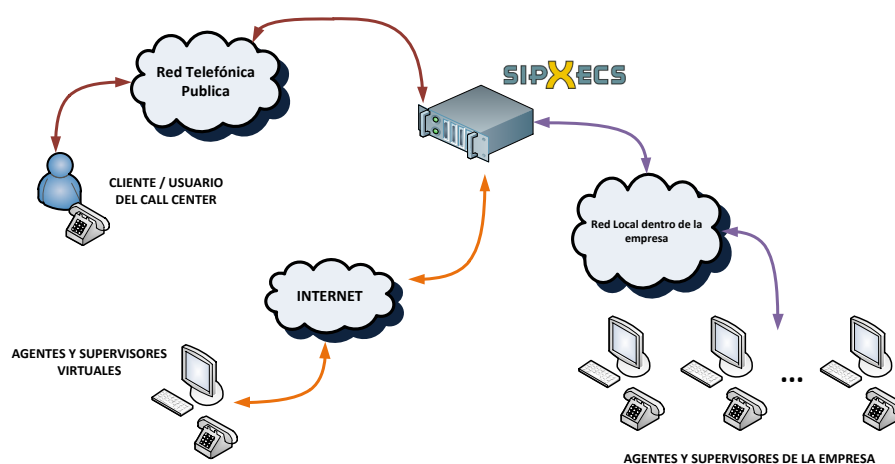 Red Telefónica
Publica
SIPXECS
CLIENTE / USUARIO
DEL CALL CENTER
Red Local dentro de la
empresa
INTERNET
AGENTES Y SUPERVISORES
VIRTUALES
...
AGENTES Y SUPERVISORES DE LA EMPRESA